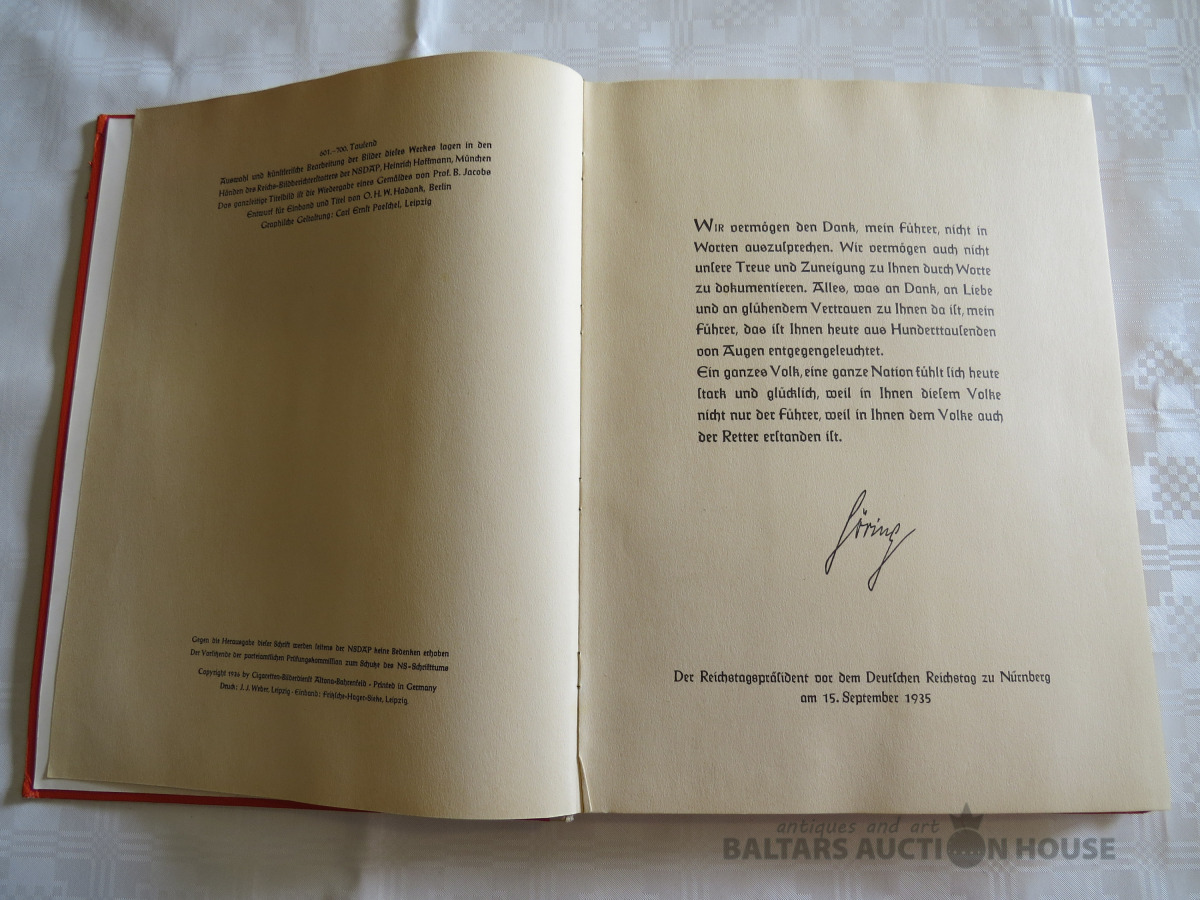 601.-700. Tausend
Auswahl und künstlerische Bearbeitung der Bilder dieses Werkes lagen in den
Händen des Reichs-Bildberichterstatters der NSDAP, Heinrich Hoffmann, München
Das ganzseitige Titelbild ist die Wiedergabe eines Gemäldes von Prof. B. Jacobs
Entwurf für Einband und Titel von O. H. W. Hadank, Berlin
Graphische Gestaltung: Carl Ernst Poeschel, Leipzig
Gegen die Herausgabe dieser Schrift werden seitens der NSDAP keine Bedenken erhoben
Der Vorsitzende der parteiamtlichen Prüfungskommission zum Schutze des NS-Schrifttums
Copyright 1936 by Cigaretten-Bilderdienst Altona-Bahrenfeld · Printed in Germany
Druck: J. J. Weber, Leipzig · Einband: Fritzsche-Hager-Sieke, Leipzig
Wir vermögen den Dank, mein Führer, nicht in
Worten auszusprechen. Wir vermögen auch nicht
unsere Treue und Zuneigung zu Ihnen durch Worte
zu dokumentieren. Alles, was an Dank, an Liebe
und an glühendem Vertrauen zu Ihnen da ist, mein
Führer, das ist Ihnen heute aus Hunderttausenden
von Augen entgegengeleuchtet.
Ein ganzes Volk, eine ganze Nation fühlt sich heute
stark und glücklich, weil in Ihnen diesem Volke
nicht nur der Führer, weil in Ihnen dem Volke auch
der Retter erstanden ist.
Göring
Der Reichstagspräsident vor dem Deutschen Reichstag zu Nürnberg
am 15. September 1935
antiques and art
BALTARS AUCTION HOUSE